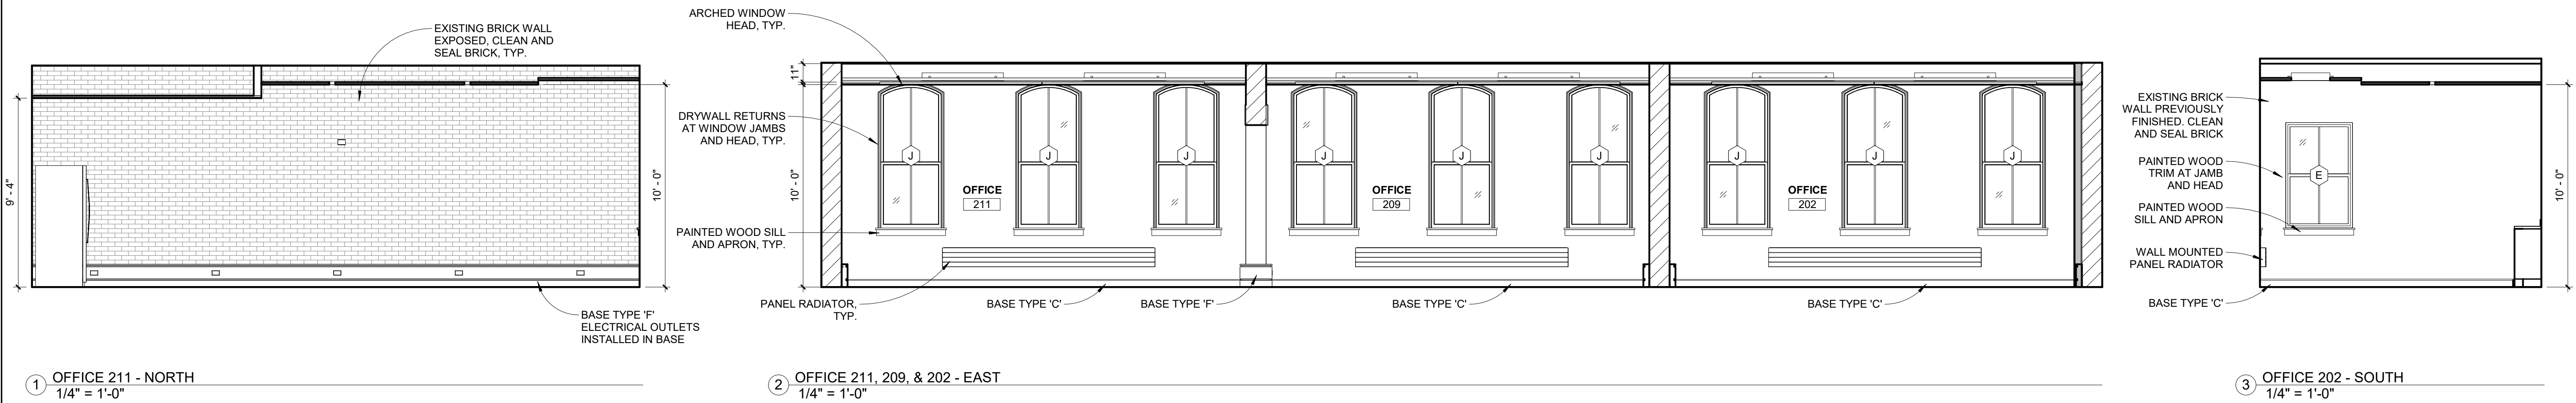 EXISTING BRICK WALL
EXPOSED, CLEAN AND
SEAL BRICK, TYP.
9' - 4"
10' - 0"
BASE TYPE 'F'
ELECTRICAL OUTLETS
INSTALLED IN BASE
1
OFFICE 211 - NORTH
1/4" = 1'-0"
ARCHED WINDOW
HEAD, TYP.
11"
10' - 0"
DRYWALL RETURNS
AT WINDOW JAMBS
AND HEAD, TYP.
PAINTED WOOD SILL
AND APRON, TYP.
PANEL RADIATOR,
TYP.
J
J
J
J
J
J
J
J
J
OFFICE
211
OFFICE
209
OFFICE
202
BASE TYPE 'C'
BASE TYPE 'F'
BASE TYPE 'C'
BASE TYPE 'C'
2
OFFICE 211, 209, & 202 - EAST
1/4" = 1'-0"
EXISTING BRICK
WALL PREVIOUSLY
FINISHED. CLEAN
AND SEAL BRICK
PAINTED WOOD
TRIM AT JAMB
AND HEAD
PAINTED WOOD
SILL AND APRON
WALL MOUNTED
PANEL RADIATOR
BASE TYPE 'C'
E
10' - 0"
3
OFFICE 202 - SOUTH
1/4" = 1'-0"